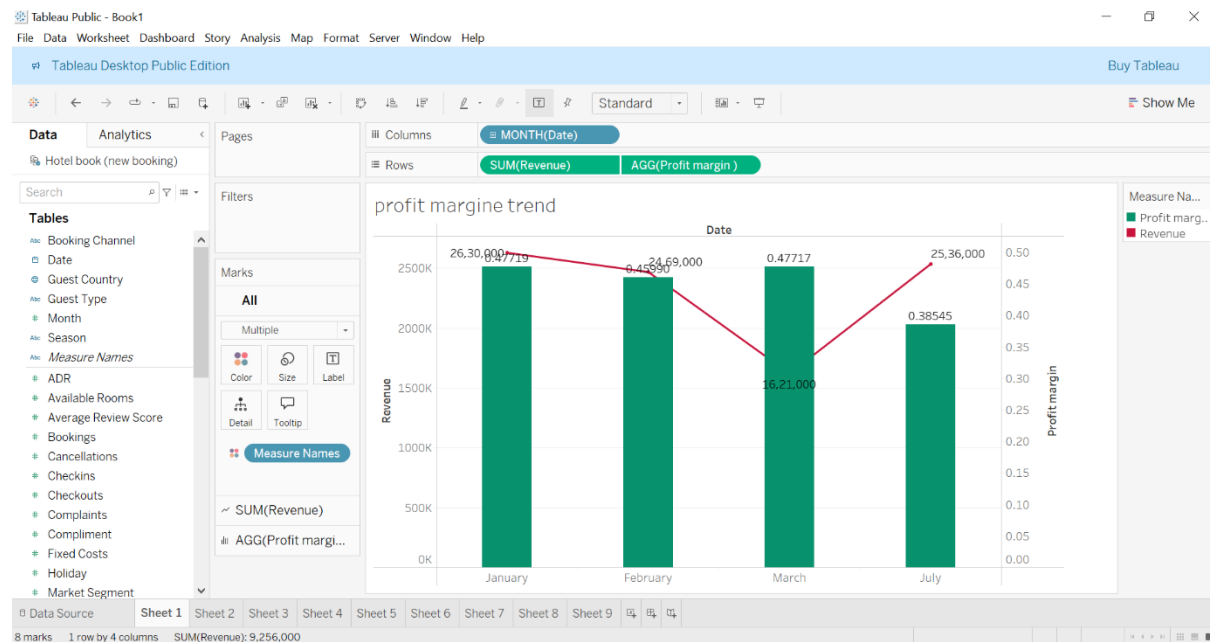 Tableau Public - Book1
File Data Worksheet Dashboard Story Analysis Map Format Server Window Help
Tableau Desktop Public Edition Buy Tableau
Standard Show Me
Data Analytics
Hotel book (new booking)
Search
Tables
Abc Booking Channel
Date
Guest Country
Abc Guest Type
# Month
Abc Season
Abc Measure Names
# ADR
# Available Rooms
# Average Review Score
# Bookings
# Cancellations
# Checkins
# Checkouts
# Complaints
# Compliment
# Fixed Costs
# Holiday
# Market Segment
Pages
Filters
Marks
All
Multiple
Color Size Label
Detail Tooltip
Measure Names
SUM(Revenue)
AGG(Profit margi...
Columns MONTH(Date)
Rows SUM(Revenue) AGG(Profit margin )
profit margine trend
Date
Revenue
2500K
2000K
1500K
1000K
500K
0K
26,30,000
0.47719
24,69,000
0.45990
0.47717
16,21,000
25,36,000
0.38545
January February March July
0.50
0.45
0.40
0.35
0.30
0.25
0.20
0.15
0.10
0.05
0.00
Profit margin
Measure Na...
Profit marg..
Revenue
Data Source Sheet 1 Sheet 2 Sheet 3 Sheet 4 Sheet 5 Sheet 6 Sheet 7 Sheet 8 Sheet 9
8 marks 1 row by 4 columns SUM(Revenue): 9,256,000